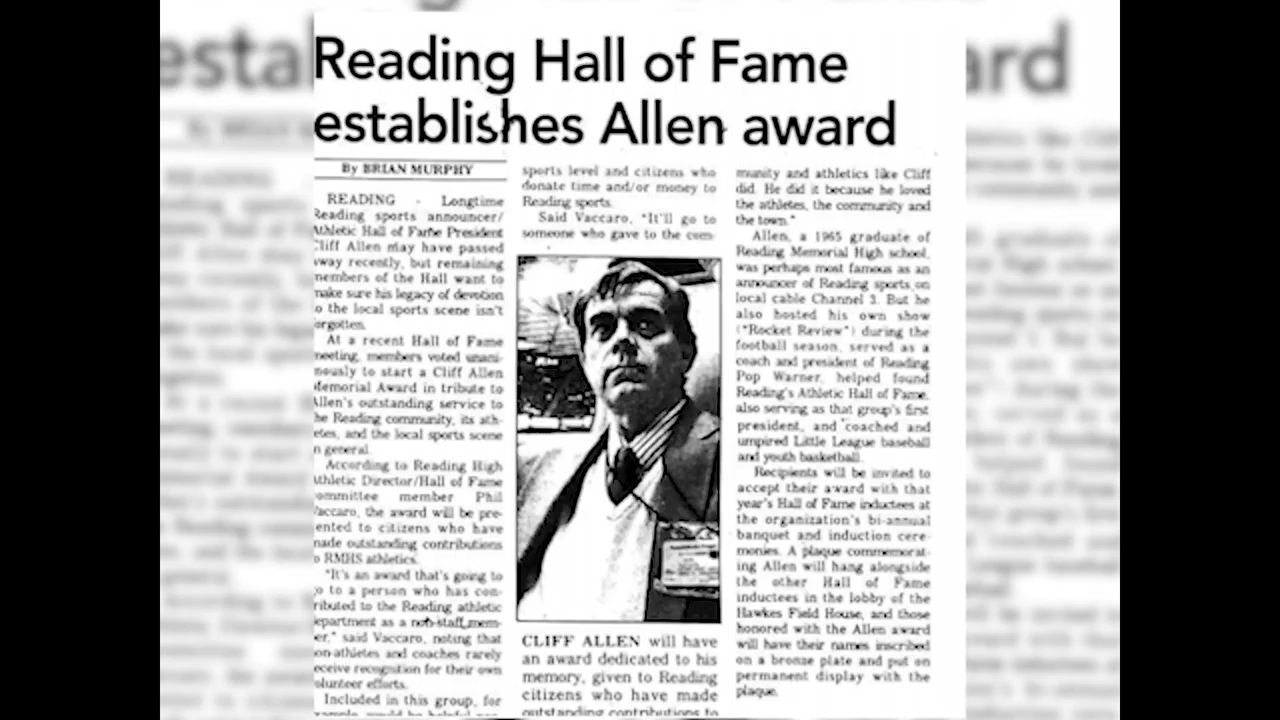 Reading Hall of Fame
establishes Allen award
By BRIAN MURPHY
READING - Longtime
Reading sports announcer/
Athletic Hall of Fame President
Cliff Allen may have passed
way recently, but remaining
members of the Hall want to
make sure his legacy of devotion
o the local sports scene isn't
orgotten.
At a recent Hall of Fame
meeting, members voted unani-
mously to start a Cliff Allen
Memorial Award in tribute to
Allen's outstanding service to
he Reading community, its ath-
etes, and the local sports scene
n general.
According to Reading High
Athletic Director/Hall of Fame
ommittee member Phil
Vaccaro, the award will be pre-
ented to citizens who have
made outstanding contributions
o RMHS athletics.
"It's an award that's going to
go to a person who has con-
ributed to the Reading athletic
epartment as a non-staff mem-
er," said Vaccaro, noting that
on-athletes and coaches rarely
eceive recognition for their own
olunteer efforts.
Included in this group, for
sports level and citizens who
donate time and/or money to
Reading sports.
Said Vaccaro, "It'll go to
someone who gave to the com-
CLIFF ALLEN will have
an award dedicated to his
memory, given to Reading
citizens who have made
outstanding contributions to
munity and athletics like Cliff
did. He did it because he loved
the athletes, the community and
the town."
Allen, a 1965 graduate of
Reading Memorial High school,
was perhaps most famous as an
announcer of Reading sports on
local cable Channel 3. But he
also hosted his own show
("Rocket Review") during the
football season, served as a
coach and president of Reading
Pop Warner, helped found
Reading's Athletic Hall of Fame,
also serving as that group's first
president, and coached and
umpired Little League baseball
and youth basketball.
Recipients will be invited to
accept their award with that
year's Hall of Fame inductees at
the organization's bi-annual
banquet and induction cere-
monies. A plaque commemorat-
ing Allen will hang alongside
the other Hall of Fame
inductees in the lobby of the
Hawkes Field House, and those
honored with the Allen award
will have their names inscribed
on a bronze plate and put on
permanent display with the
plaque.